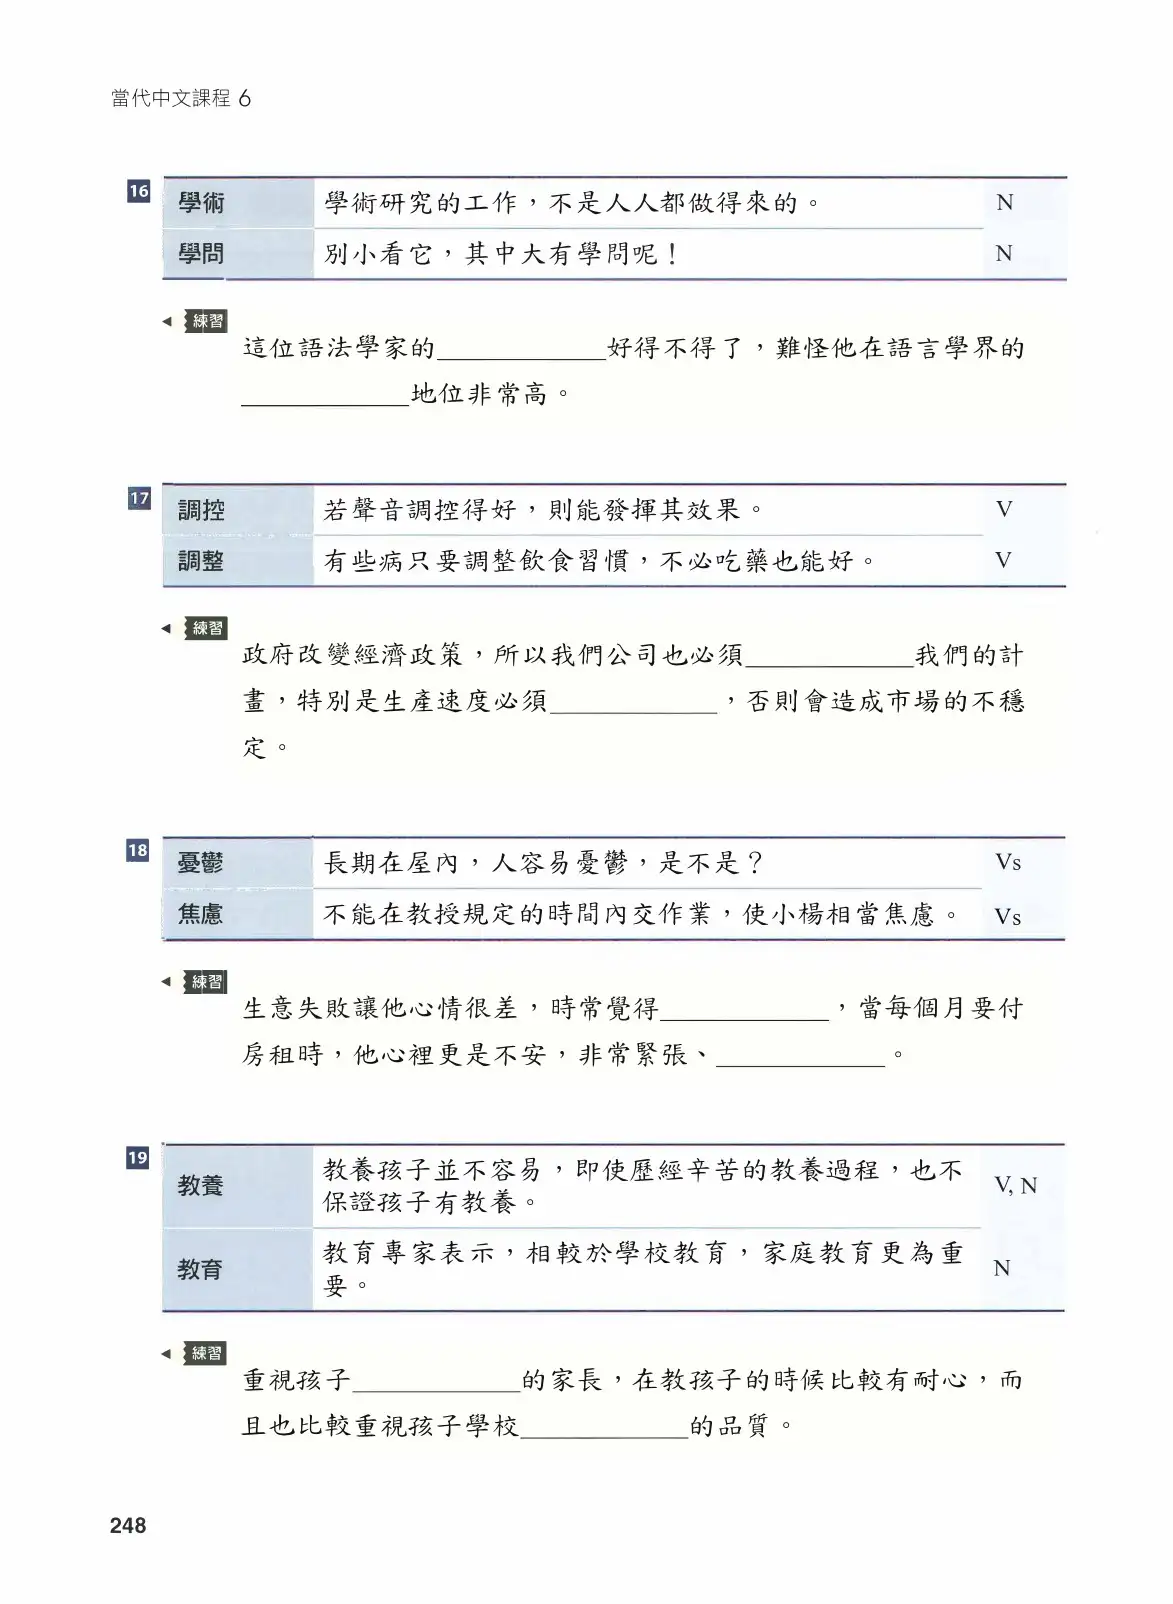 當代中文課程 6
16
學術 學術研究的工作，不是人人都做得來的。 N
學問 別小看它，其中大有學問呢！ N
練習
這位語法學家的____________好得不得了，難怪他在語言學界的
____________地位非常高。
17
調控 若聲音調控得好，則能發揮其效果。 V
調整 有些病只要調整飲食習慣，不必吃藥也能好。 V
練習
政府改變經濟政策，所以我們公司也必須____________我們的計
畫，特別是生產速度必須____________，否則會造成市場的不穩
定。
18
憂鬱 長期在屋內，人容易憂鬱，是不是？ Vs
焦慮 不能在教授規定的時間內交作業，使小楊相當焦慮。 Vs
練習
生意失敗讓他心情很差，時常覺得____________，當每個月要付
房租時，他心裡更是不安，非常緊張、____________。
19
教養 教養孩子並不容易，即使歷經辛苦的教養過程，也不
保證孩子有教養。 V, N
教育 教育專家表示，相較於學校教育，家庭教育更為重
要。 N
練習
重視孩子____________的家長，在教孩子的時候比較有耐心，而
且也比較重視孩子學校____________的品質。
248